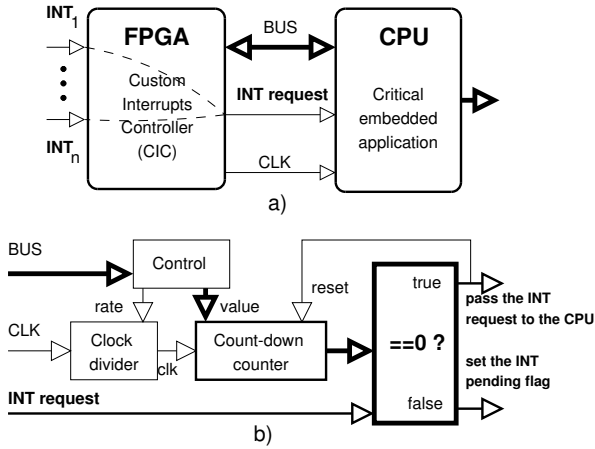 INT1
FPGA
BUS
CPU
Custom
Interrupts
Controller
(CIC)
INT request
Critical
embedded
application
INTn
CLK
a)
BUS
Control
reset
true
pass the INT
request to the CPU
rate
value
CLK
Clock
divider
clk
Count-down
counter
==0 ?
set the INT
pending flag
INT request
false
b)